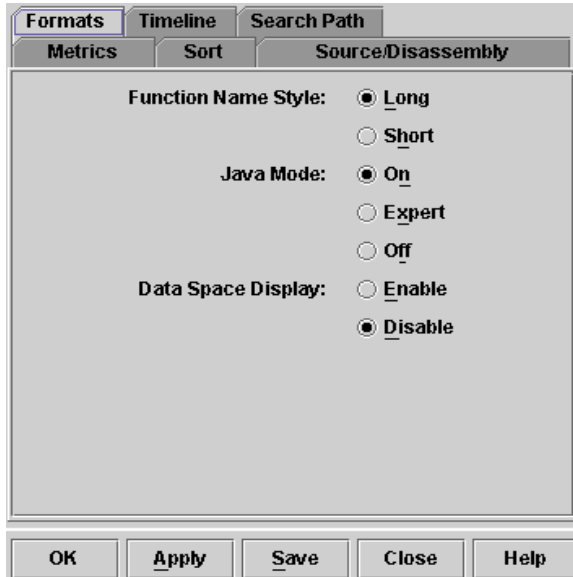 Formats Timeline Search Path
Metrics Sort Source/Disassembly
Function Name Style: Long
Short
Java Mode: On
Expert
Off
Data Space Display: Enable
Disable
OK Apply Save Close Help